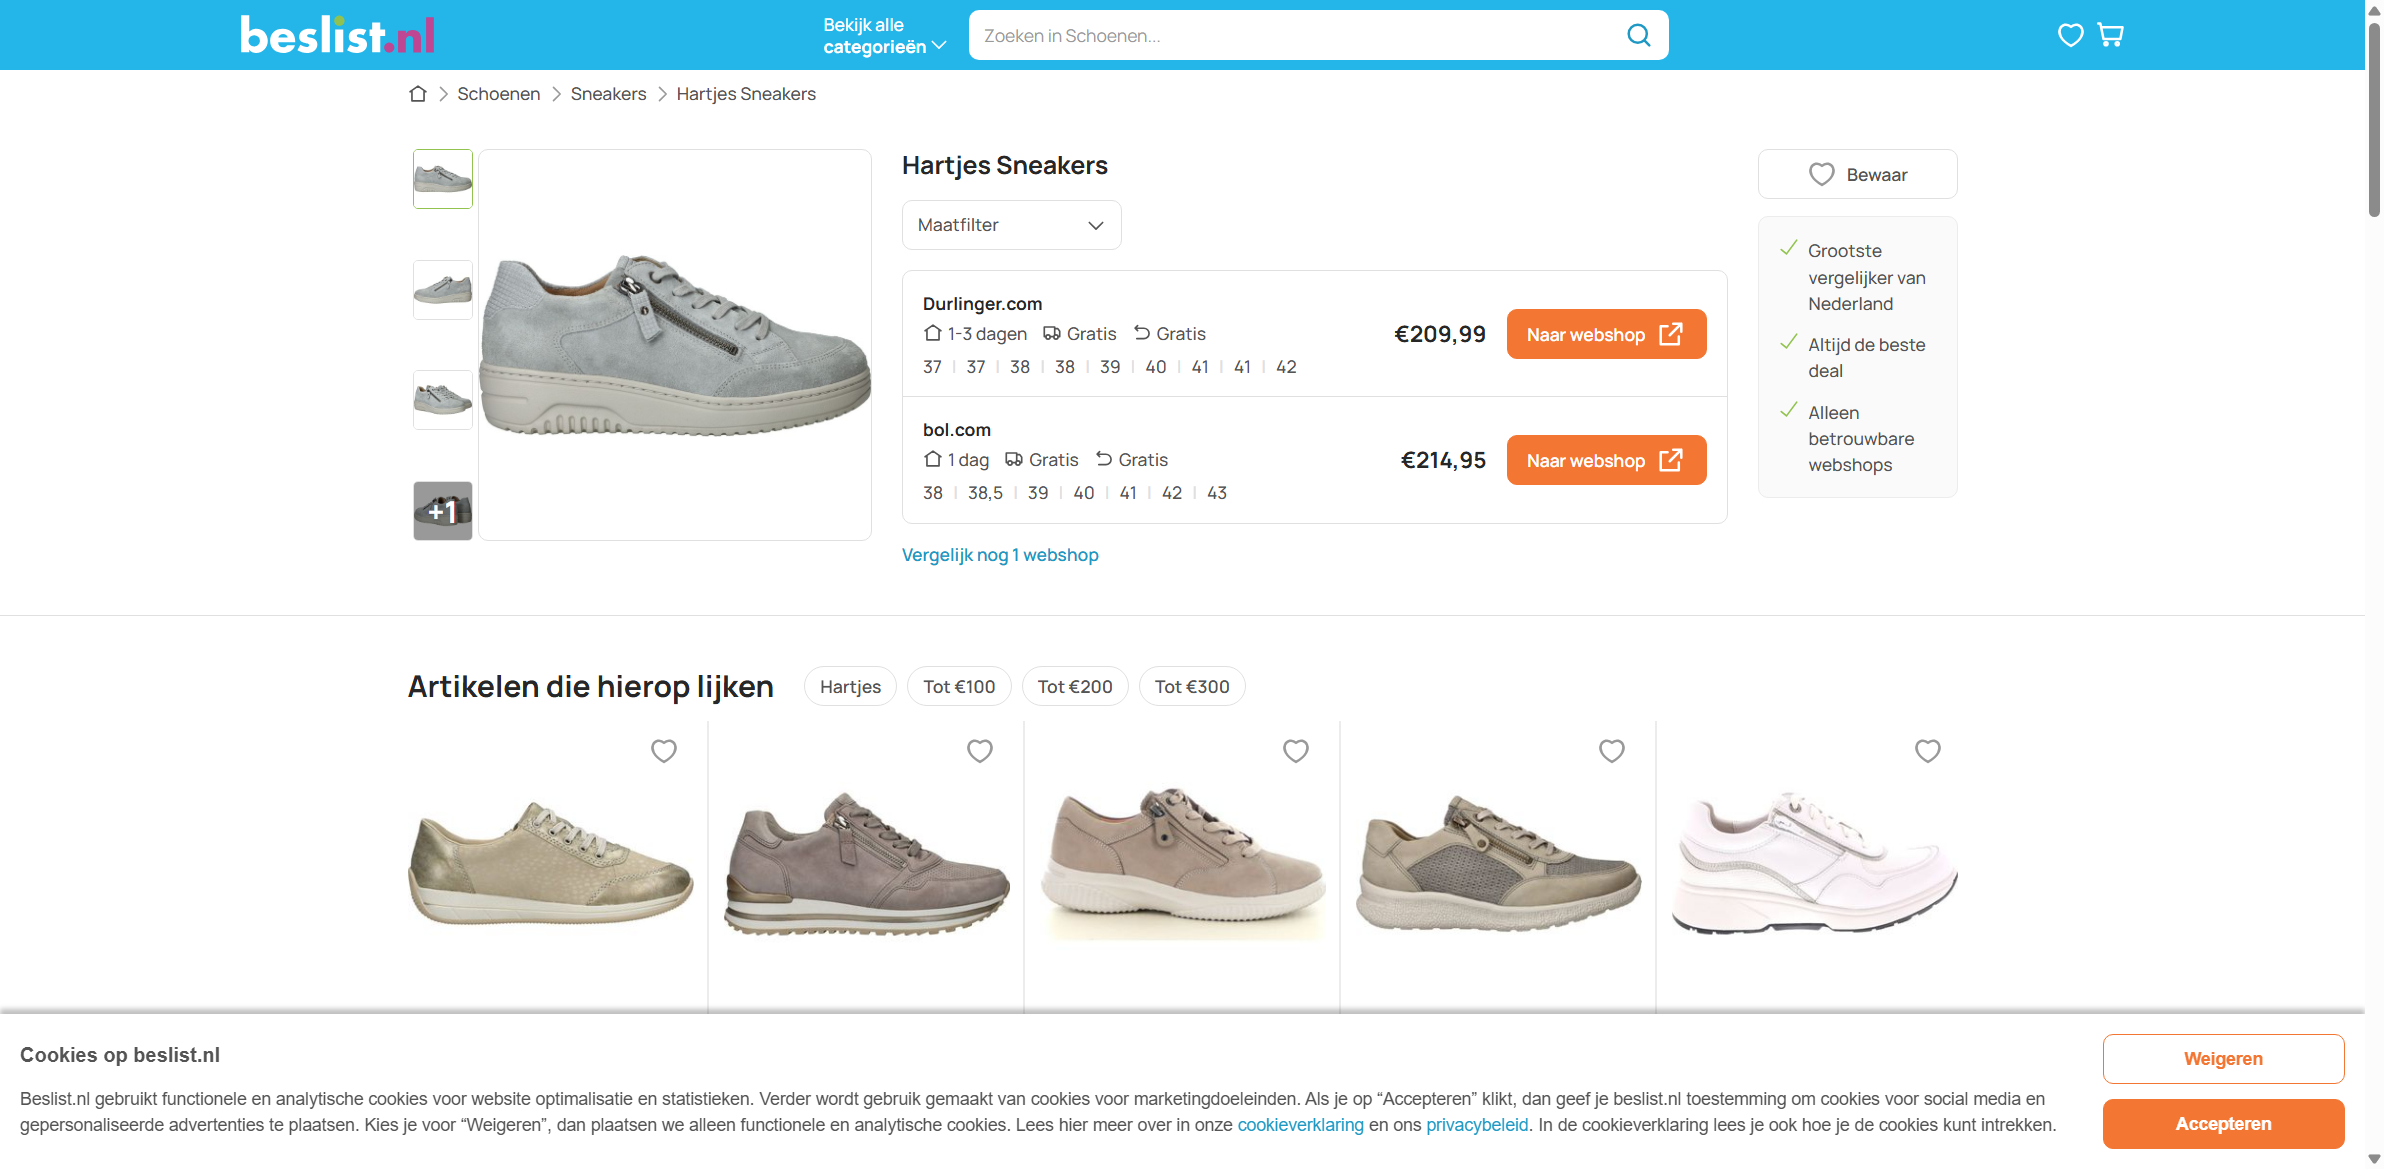 beslist.nl
Bekijk alle
categorieën
Zoeken in Schoenen...
Schoenen
Sneakers
Hartjes Sneakers
Hartjes Sneakers
Maatfilter
Durlinger.com
1-3 dagen Gratis Gratis
37 | 37 | 38 | 38 | 39 | 40 | 41 | 41 | 42
€209,99
Naar webshop
bol.com
1 dag Gratis Gratis
38 | 38,5 | 39 | 40 | 41 | 42 | 43
€214,95
Naar webshop
Vergelijk nog 1 webshop
+1
Bewaar
Grootste
vergelijker van
Nederland
Altijd de beste
deal
Alleen
betrouwbare
webshops
Artikelen die hierop lijken
Hartjes
Tot €100
Tot €200
Tot €300
Cookies op beslist.nl
Beslist.nl gebruikt functionele en analytische cookies voor website optimalisatie en statistieken. Verder wordt gebruik gemaakt van cookies voor marketingdoeleinden. Als je op “Accepteren” klikt, dan geef je beslist.nl toestemming om cookies voor social media en
gepersonaliseerde advertenties te plaatsen. Kies je voor “Weigeren”, dan plaatsen we alleen functionele en analytische cookies. Lees hier meer over in onze cookieverklaring en ons privacybeleid. In de cookieverklaring lees je ook hoe je de cookies kunt intrekken.
Weigeren
Accepteren